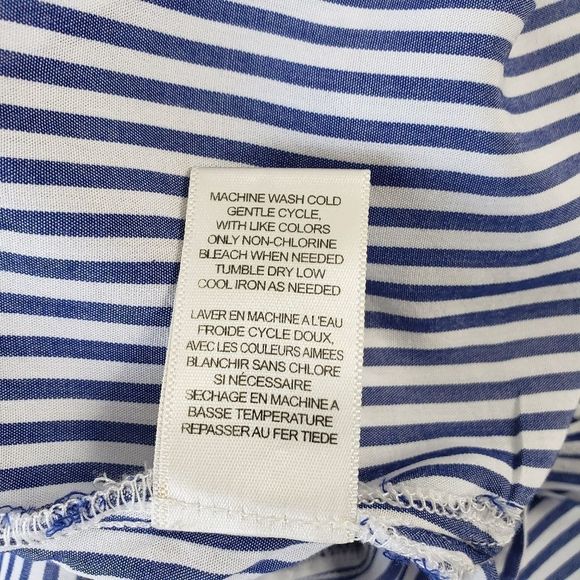 MACHINE WASH COLD
GENTLE CYCLE,
WITH LIKE COLORS
ONLY NON-CHLORINE
BLEACH WHEN NEEDED
TUMBLE DRY LOW
COOL IRON AS NEEDED
LAVER EN MACHINE A L'EAU
FROIDE CYCLE DOUX,
AVEC LES COULEURS AIMEES
BLANCHIR SANS CHLORE
SI NÉCESSAIRE
SECHAGE EN MACHINE A
BASSE TEMPERATURE
REPASSER AU FER TIEDE